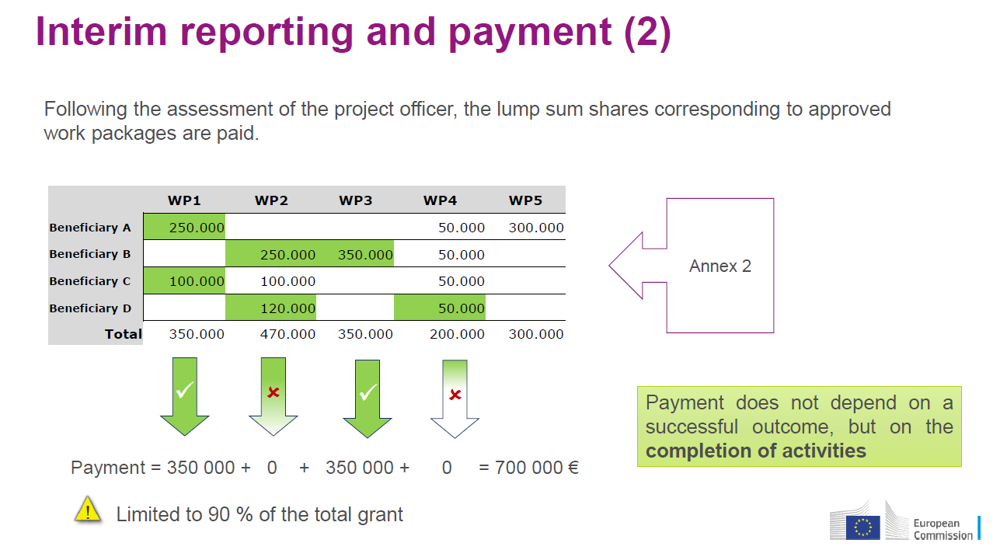 Interim reporting and payment (2)
Following the assessment of the project officer, the lump sum shares corresponding to approved
work packages are paid.
WP1 WP2 WP3 WP4 WP5
Beneficiary A 250.000 50.000 300.000
Beneficiary B 250.000 350.000 50.000
Beneficiary C 100.000 100.000 50.000
Beneficiary D 120.000 50.000
Total 350.000 470.000 350.000 200.000 300.000
Annex 2
Payment = 350 000 + 0 + 350 000 + 0 = 700 000 €
Payment does not depend on a
successful outcome, but on the
completion of activities
! Limited to 90 % of the total grant
European
Commission